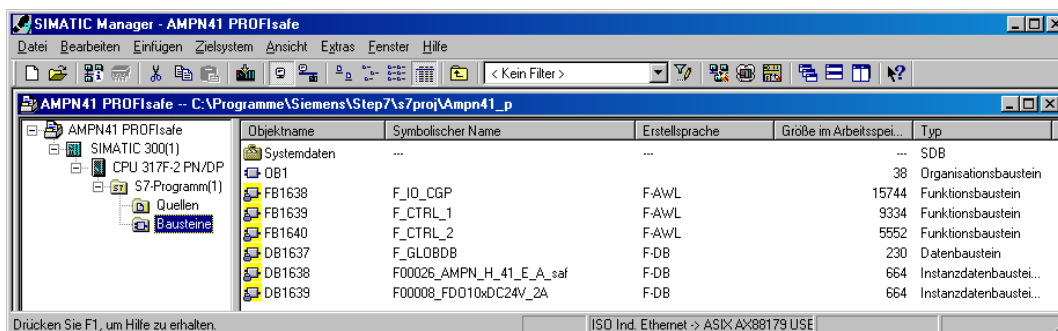 SIMATIC Manager - AMPN41 PROFIsafe
Datei Bearbeiten Einfügen Zielsystem Ansicht Extras Fenster Hilfe
< Kein Filter >
AMPN41 PROFIsafe -- C:\Programme\Siemens\Step7\s7proj\Ampn41_p
AMPN41 PROFIsafe
SIMATIC 300(1)
CPU 317F-2 PN/DP
S7-Programm(1)
Quellen
Bausteine
Objektname Symbolischer Name Erstellsprache Größe im Arbeitsspei... Typ
Systemdaten --- --- --- SDB
OB1 38 Organisationsbaustein
FB1638 F_IO_CGP F-AWL 15744 Funktionsbaustein
FB1639 F_CTRL_1 F-AWL 9334 Funktionsbaustein
FB1640 F_CTRL_2 F-AWL 5552 Funktionsbaustein
DB1637 F_GLOBDB F-DB 230 Datenbaustein
DB1638 F00026_AMPN_H_41_E_A_saf F-DB 664 Instanzdatenbaustei...
DB1639 F00008_FDO10xDC24V_2A F-DB 664 Instanzdatenbaustei...
Drücken Sie F1, um Hilfe zu erhalten. ISO Ind. Ethernet -> ASIX AX88179 USE